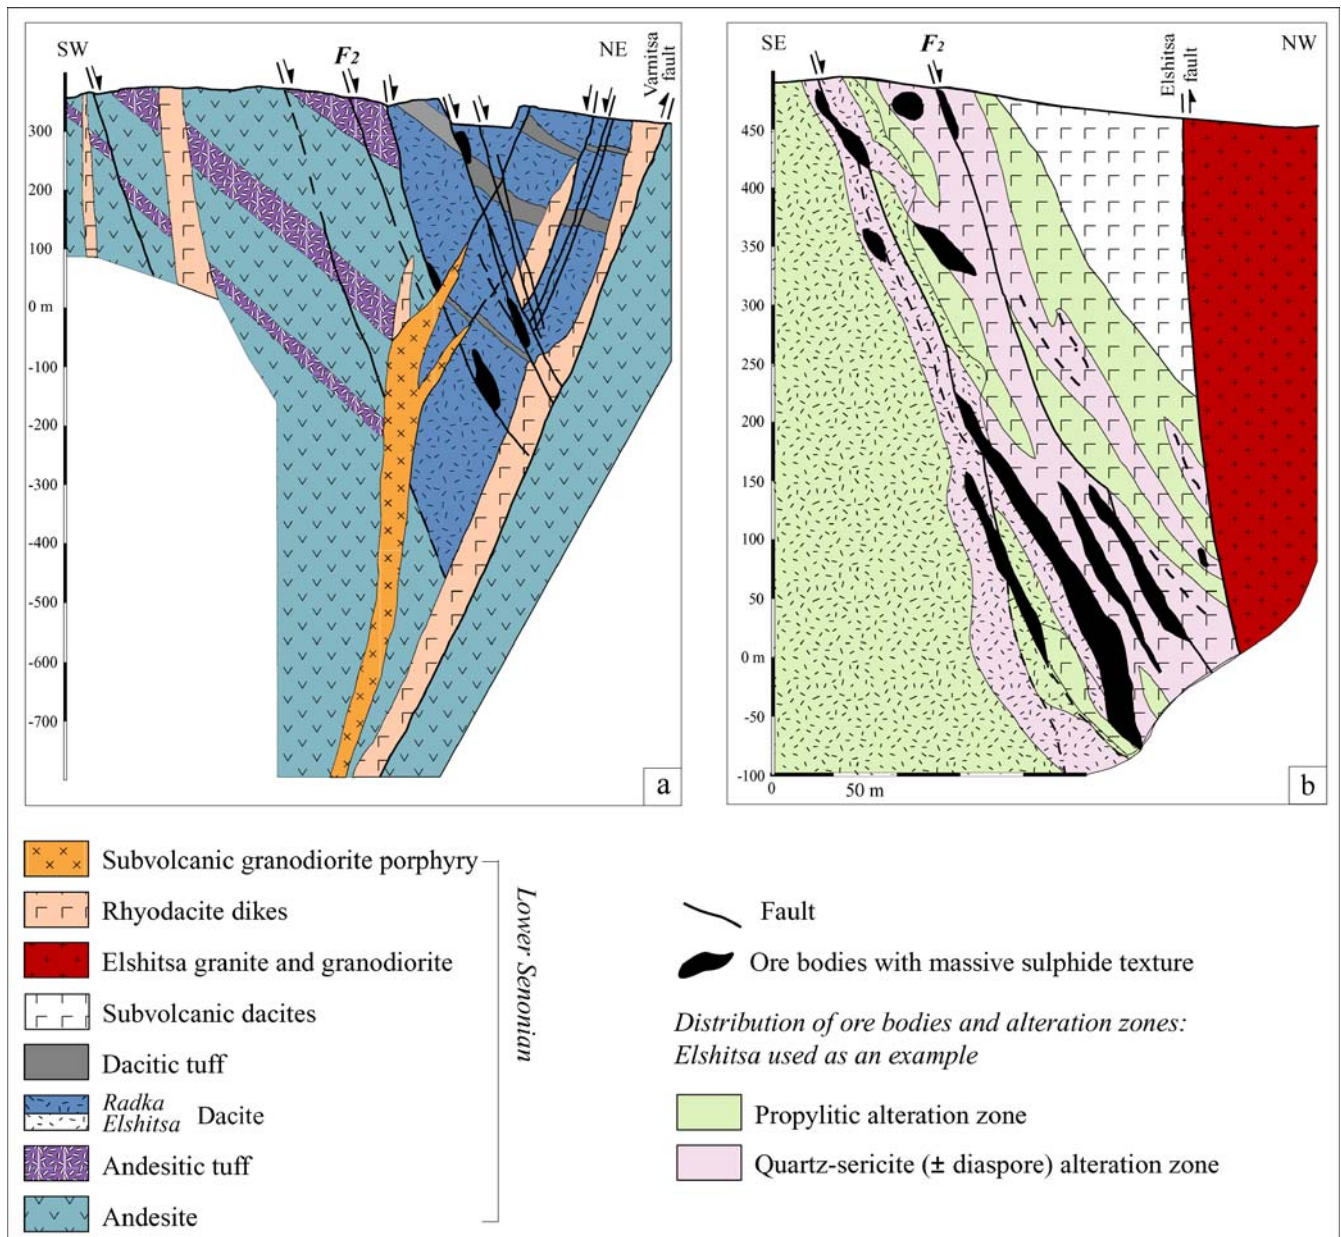 SW
F2
NE
Varnitsa
fault
300
200
100
0 m
-100
-200
-300
-400
-500
-600
-700
a
SE
F2
Elshitsa
fault
NW
450
400
350
300
250
200
150
100
50
0 m
-50
-100
0
50 m
b
Subvolcanic granodiorite porphyry
Rhyodacite dikes
Elshitsa granite and granodiorite
Subvolcanic dacites
Dacitic tuff
Radka
Elshitsa
Dacite
Andesitic tuff
Andesite
Lower Senonian
Fault
Ore bodies with massive sulphide texture
Distribution of ore bodies and alteration zones:
Elshitsa used as an example
Propylitic alteration zone
Quartz-sericite (± diaspore) alteration zone